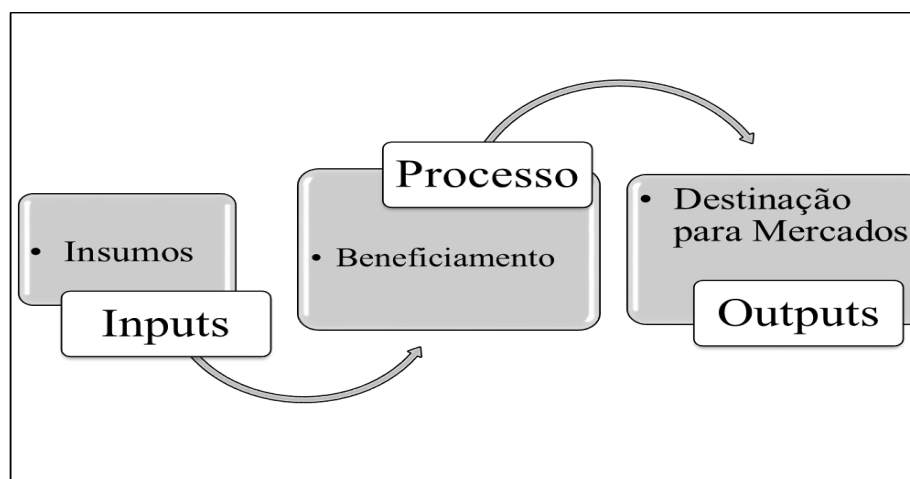 • Insumos
Inputs
Processo
• Beneficiamento
• Destinação
para Mercados
Outputs